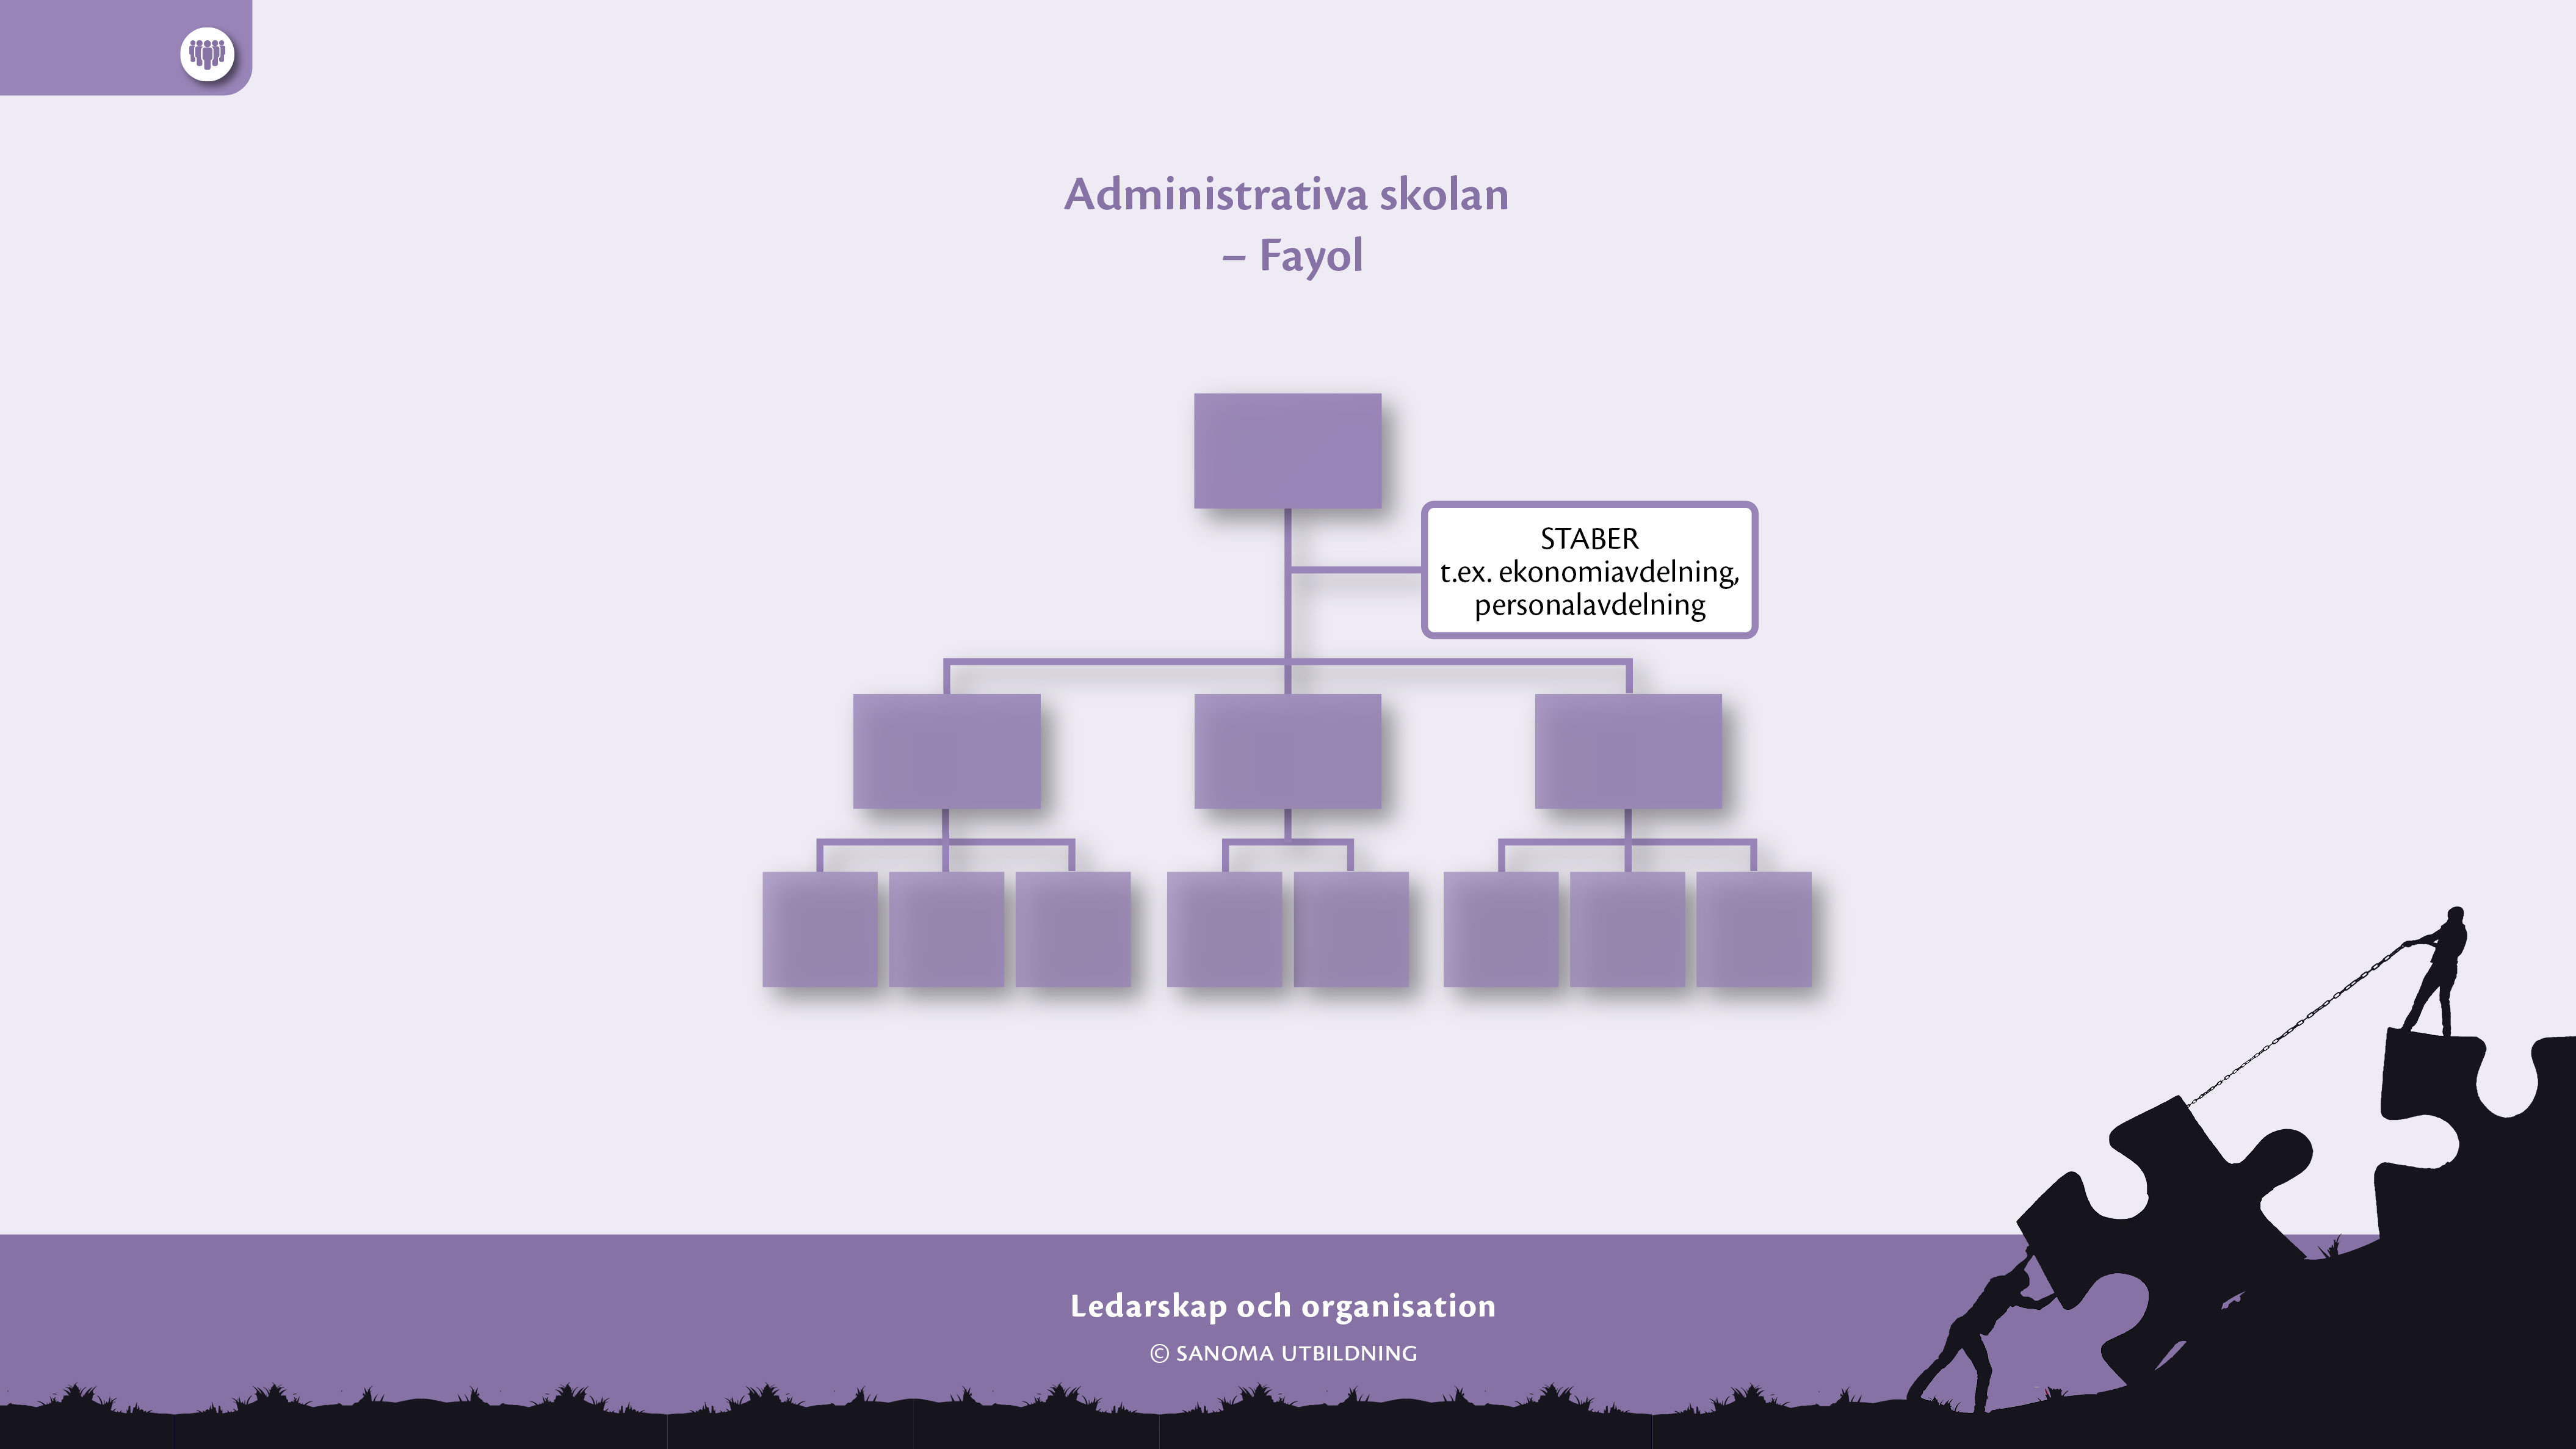 Administrativa skolan
– Fayol
STABER
t.ex. ekonomiavdelning,
personalavdelning
Ledarskap och organisation
© SANOMA UTBILDNING